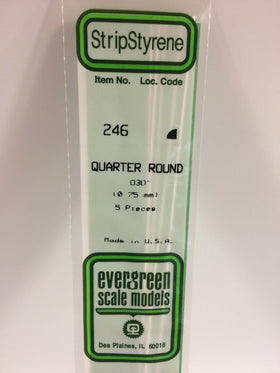 StripStyrene
Item No. Loc. Code
246
QUARTER ROUND
.030"
(0.75 mm)
5 Pieces
Made in U.S.A.
evergreen
scale models
Des Plaines, IL 60018